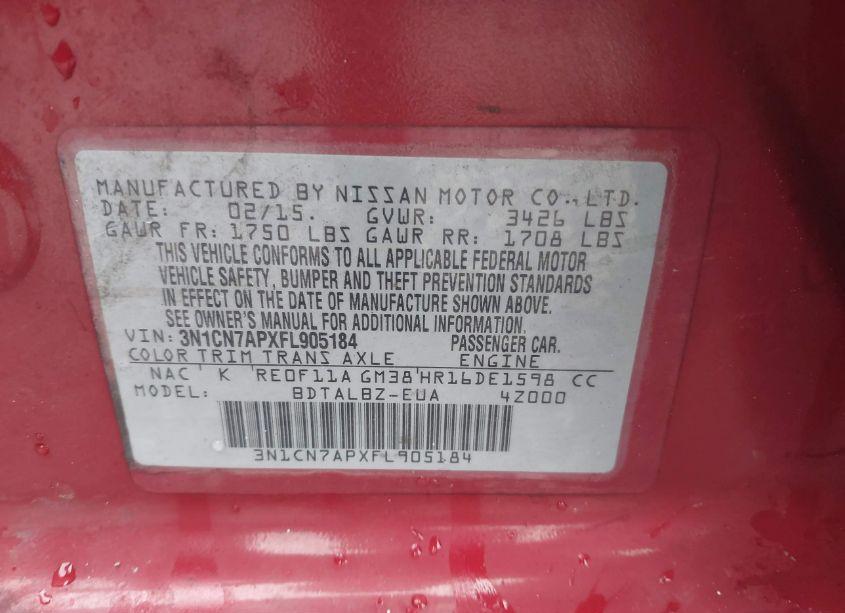 MANUFACTURED BY NISSAN MOTOR CO., LTD.
DATE: 02/15. GVWR: 3426 LBS
GAWR FR: 1750 LBS GAWR RR: 1708 LBS
THIS VEHICLE CONFORMS TO ALL APPLICABLE FEDERAL MOTOR
VEHICLE SAFETY, BUMPER AND THEFT PREVENTION STANDARDS
IN EFFECT ON THE DATE OF MANUFACTURE SHOWN ABOVE.
SEE OWNER'S MANUAL FOR ADDITIONAL INFORMATION.
VIN: 3N1CN7APXFL905184 PASSENGER CAR.
COLOR TRIM TRANS AXLE ENGINE
NAC K RE0F11A GM38 HR16DE1598 CC
MODEL: BDTALBZ-EUA 4Z000
3N1CN7APXFL905184